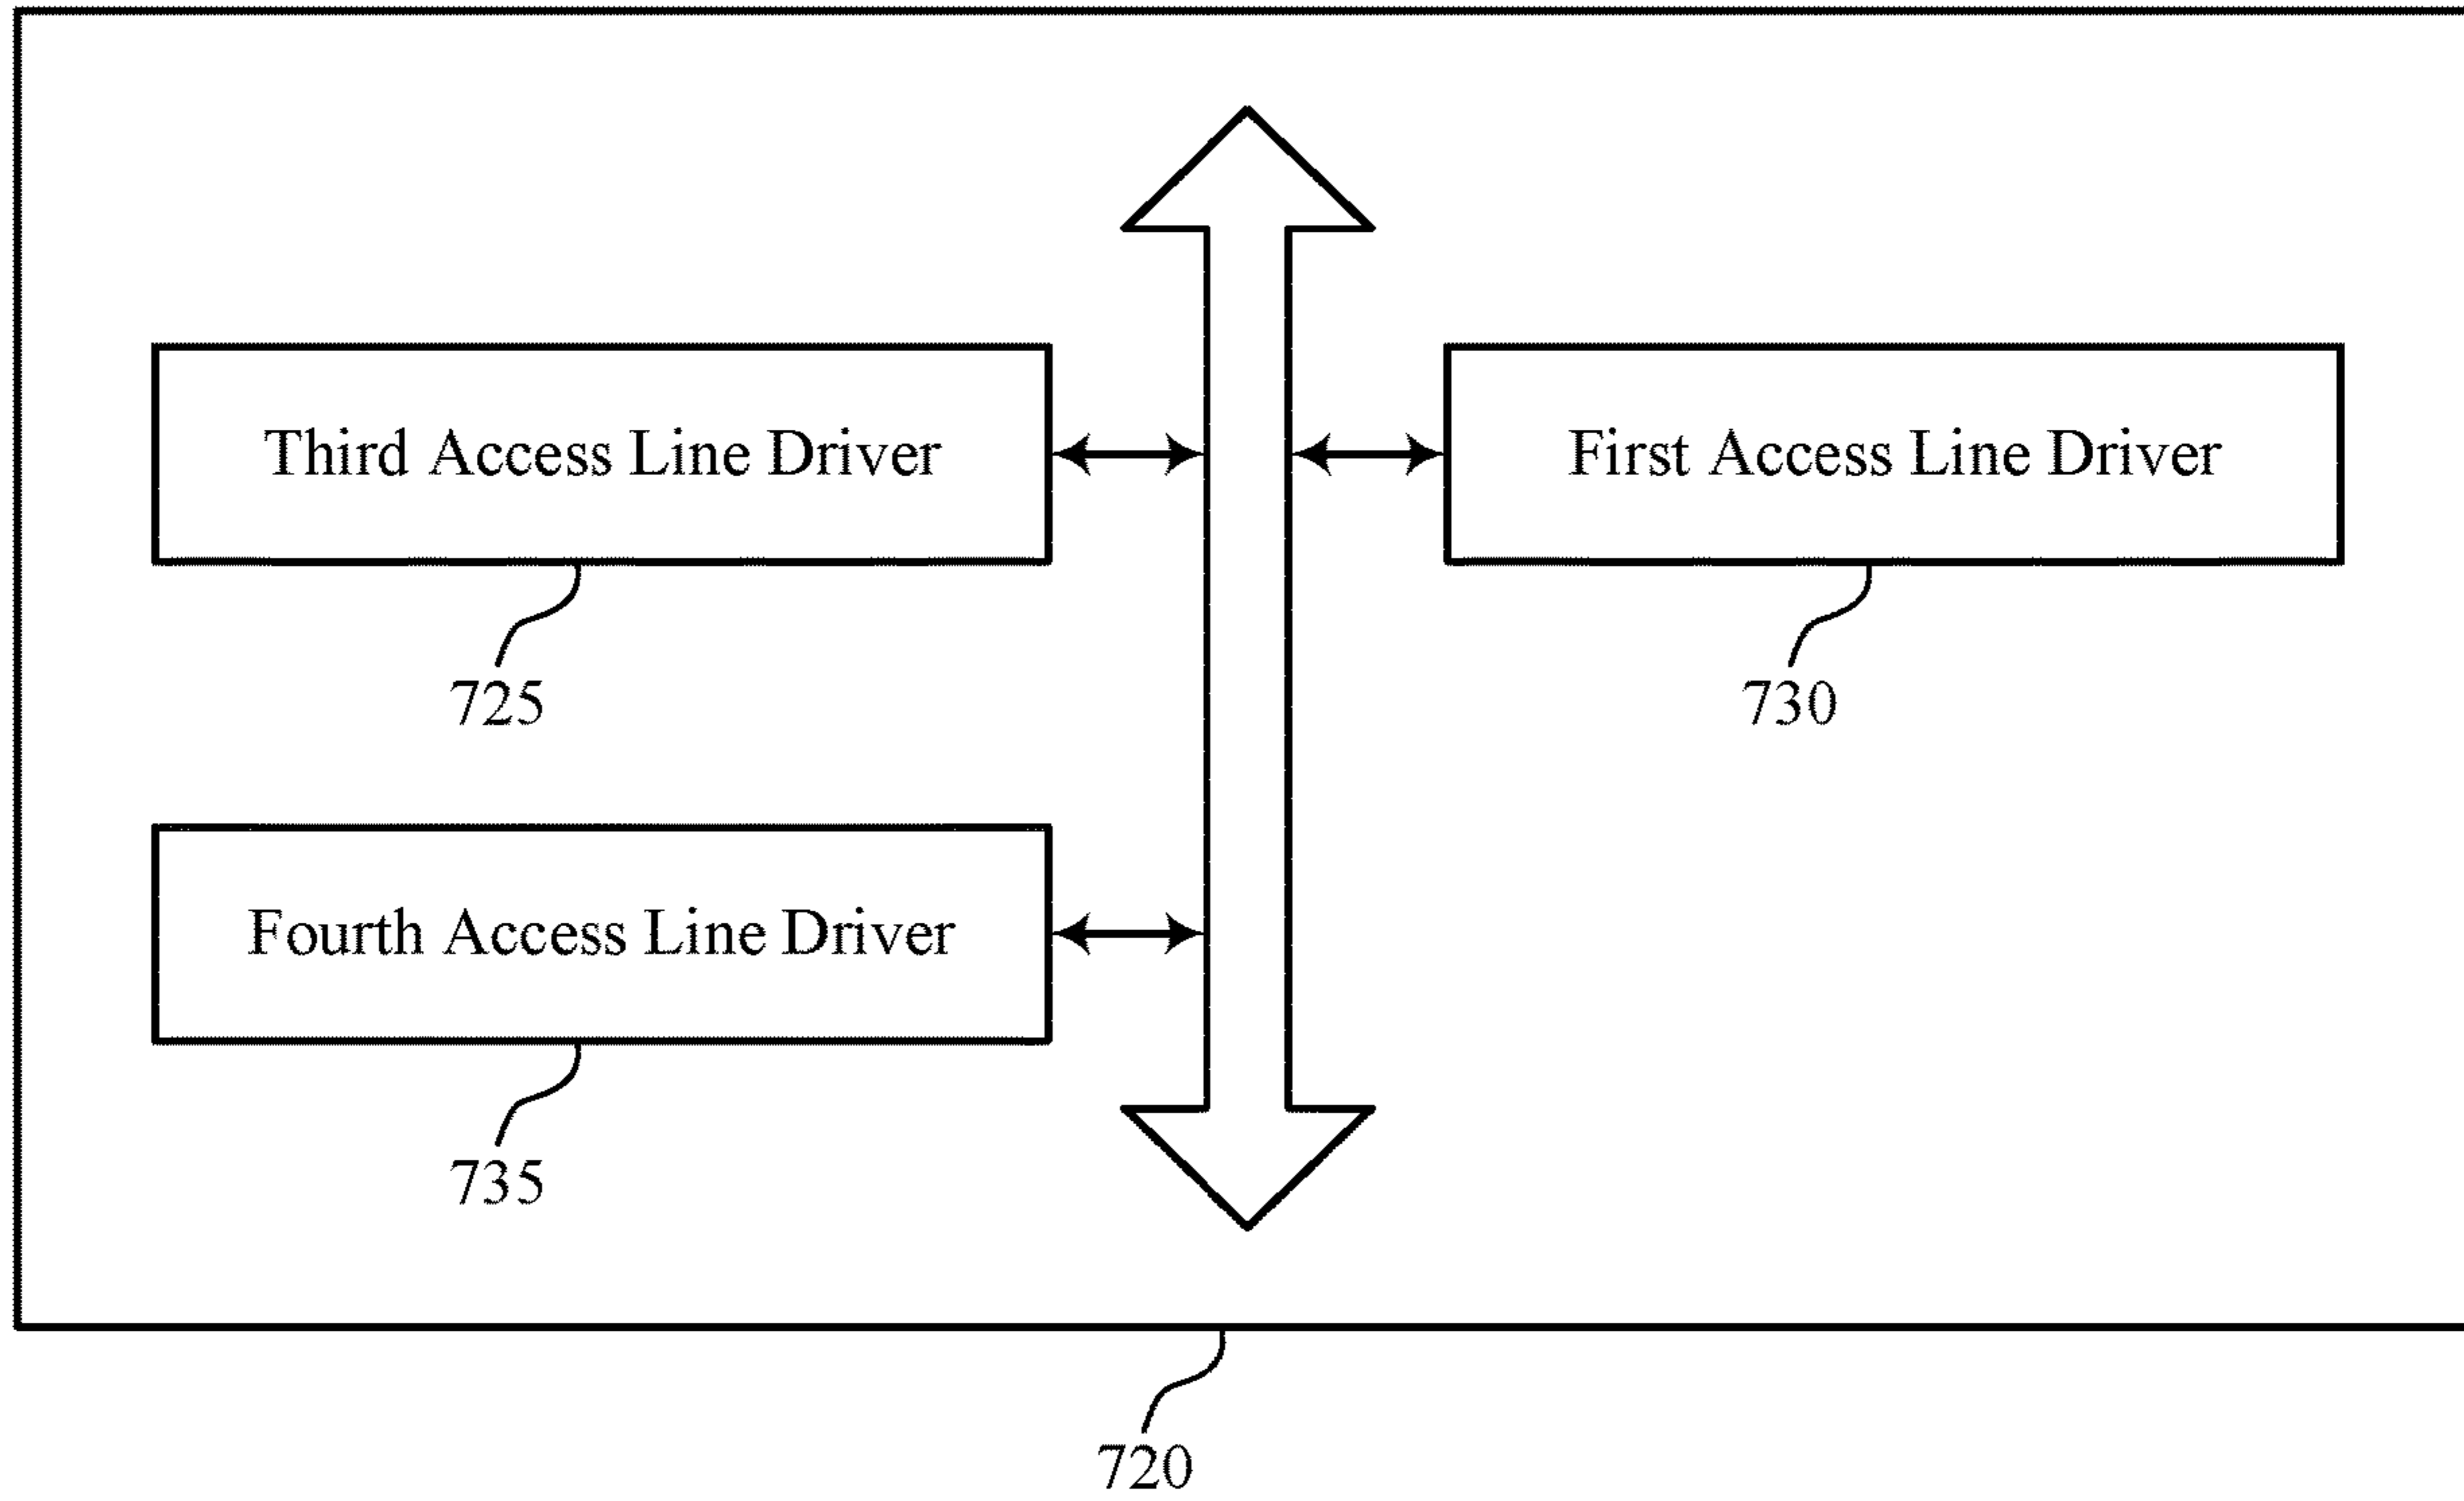 Third Access Line Driver
First Access Line Driver
725
730
Fourth Access Line Driver
735
720